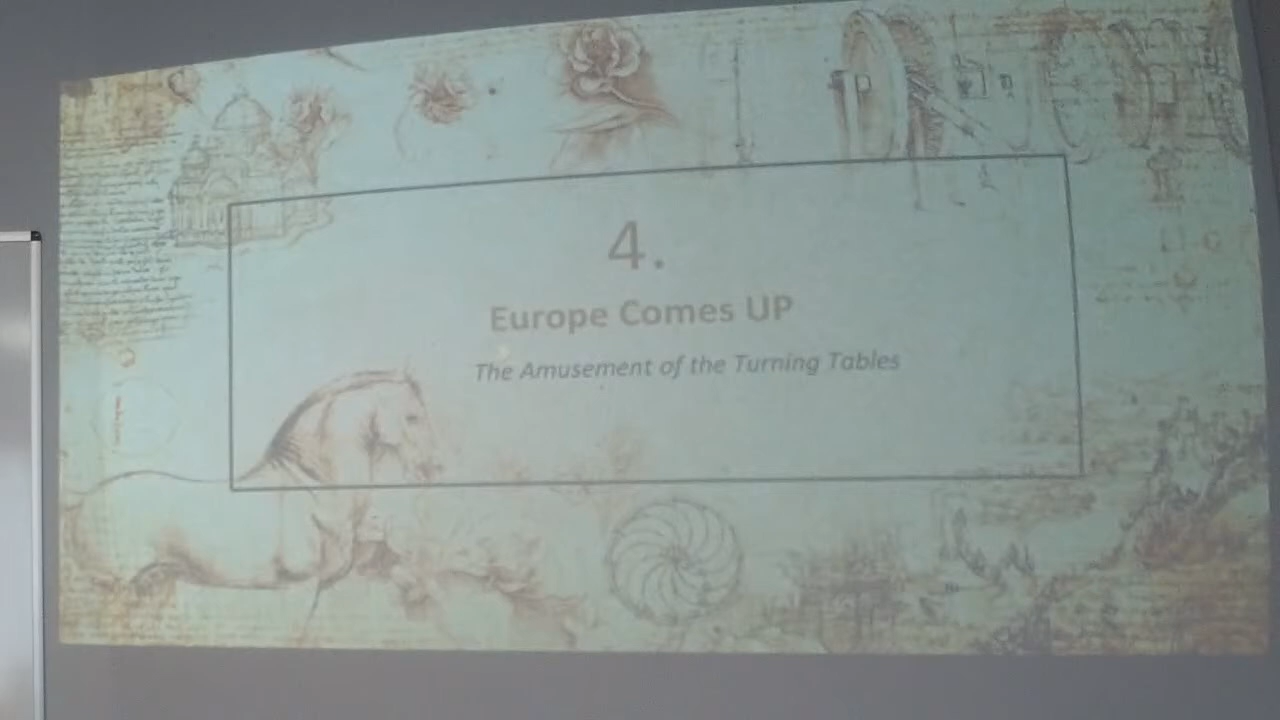 4.
Europe Comes UP
The Amusement of the Turning Tables